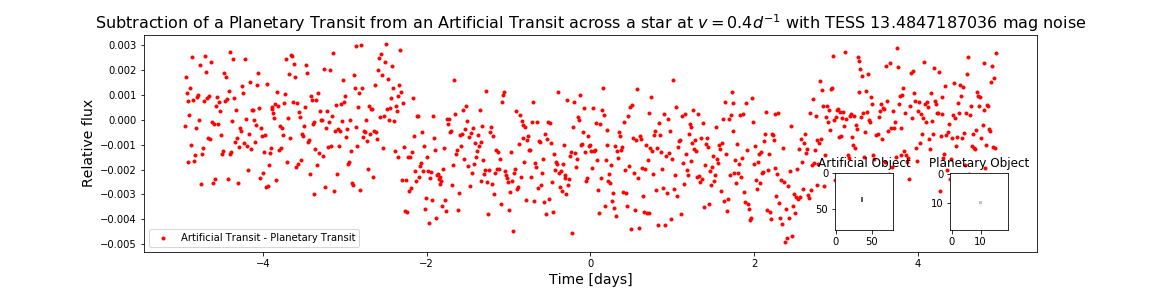 Subtraction of a Planetary Transit from an Artificial Transit across a star at v = 0.4d⁻¹ with TESS 13.4847187036 mag noise
Relative flux
0.003
0.002
0.001
0.000
−0.001
−0.002
−0.003
−0.004
−0.005
Artificial Transit - Planetary Transit
Artificial Object
0
50
0 50
Planetary Object
0
10
0 10
−4 −2 0 2 4
Time [days]